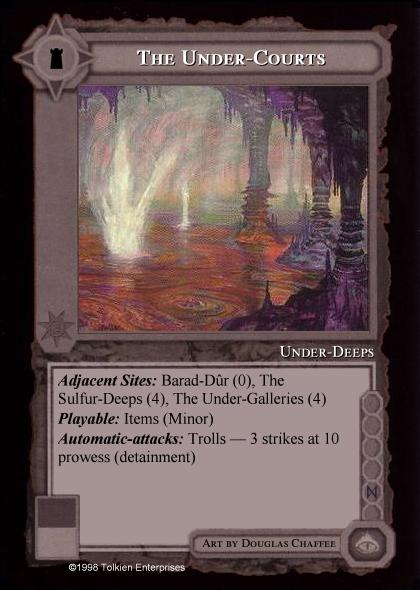 The Under-Courts
Under-Deeps
Adjacent Sites: Barad-Dûr (0), The
Sulfur-Deeps (4), The Under-Galleries (4)
Playable: Items (Minor)
Automatic-attacks: Trolls — 3 strikes at 10
prowess (detainment)
Art by Douglas Chaffee
©1998 Tolkien Enterprises